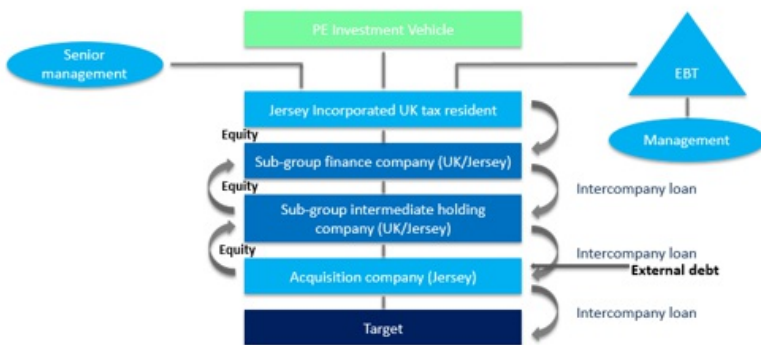 PE Investment Vehicle
Senior
management
EBT
Jersey Incorporated UK tax resident
Management
Equity
Sub-group finance company (UK/Jersey)
Equity
Intercompany loan
Sub-group intermediate holding
company (UK/Jersey)
Equity
Intercompany loan
External debt
Acquisition company (Jersey)
Intercompany loan
Target